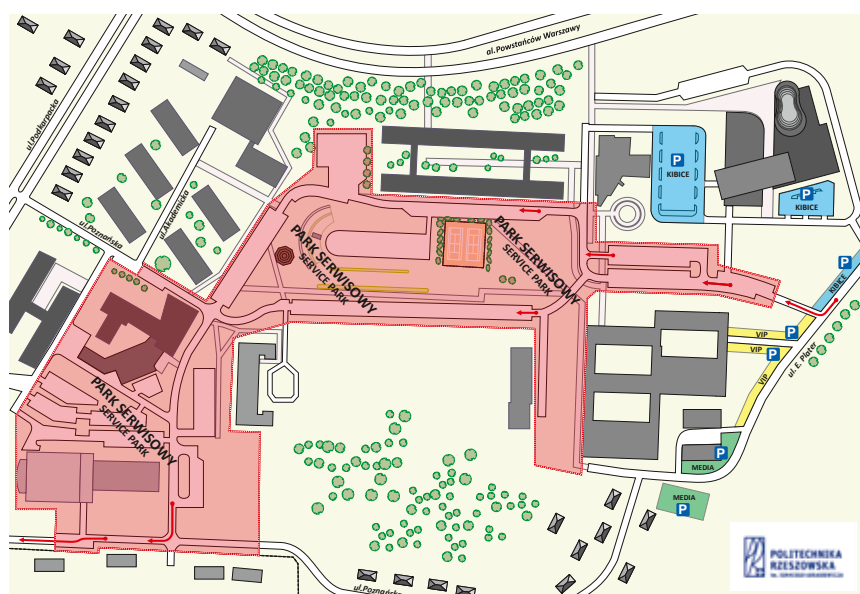 al.Powstańców Warszawy
ul.Podkarpacka
P
KIBICE
P
KIBICE
ul.Akademicka
ul.Poznańska
PARK SERWISOWY
SERVICE PARK
PARK SERWISOWY
SERVICE PARK
P
KIBICE
VIP
P
VIP
P
VIP
ul. E. Plater
PARK SERWISOWY
SERVICE PARK
P
MEDIA
MEDIA
P
POLITECHNIKA
RZESZOWSKA
ul.Poznańska